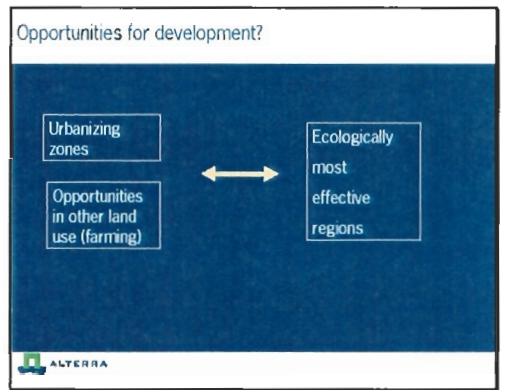 Opportunities for development?
Urbanizing
zones
Opportunities
in other land
use (farming)
Ecologically
most
effective
regions
ALTERRA